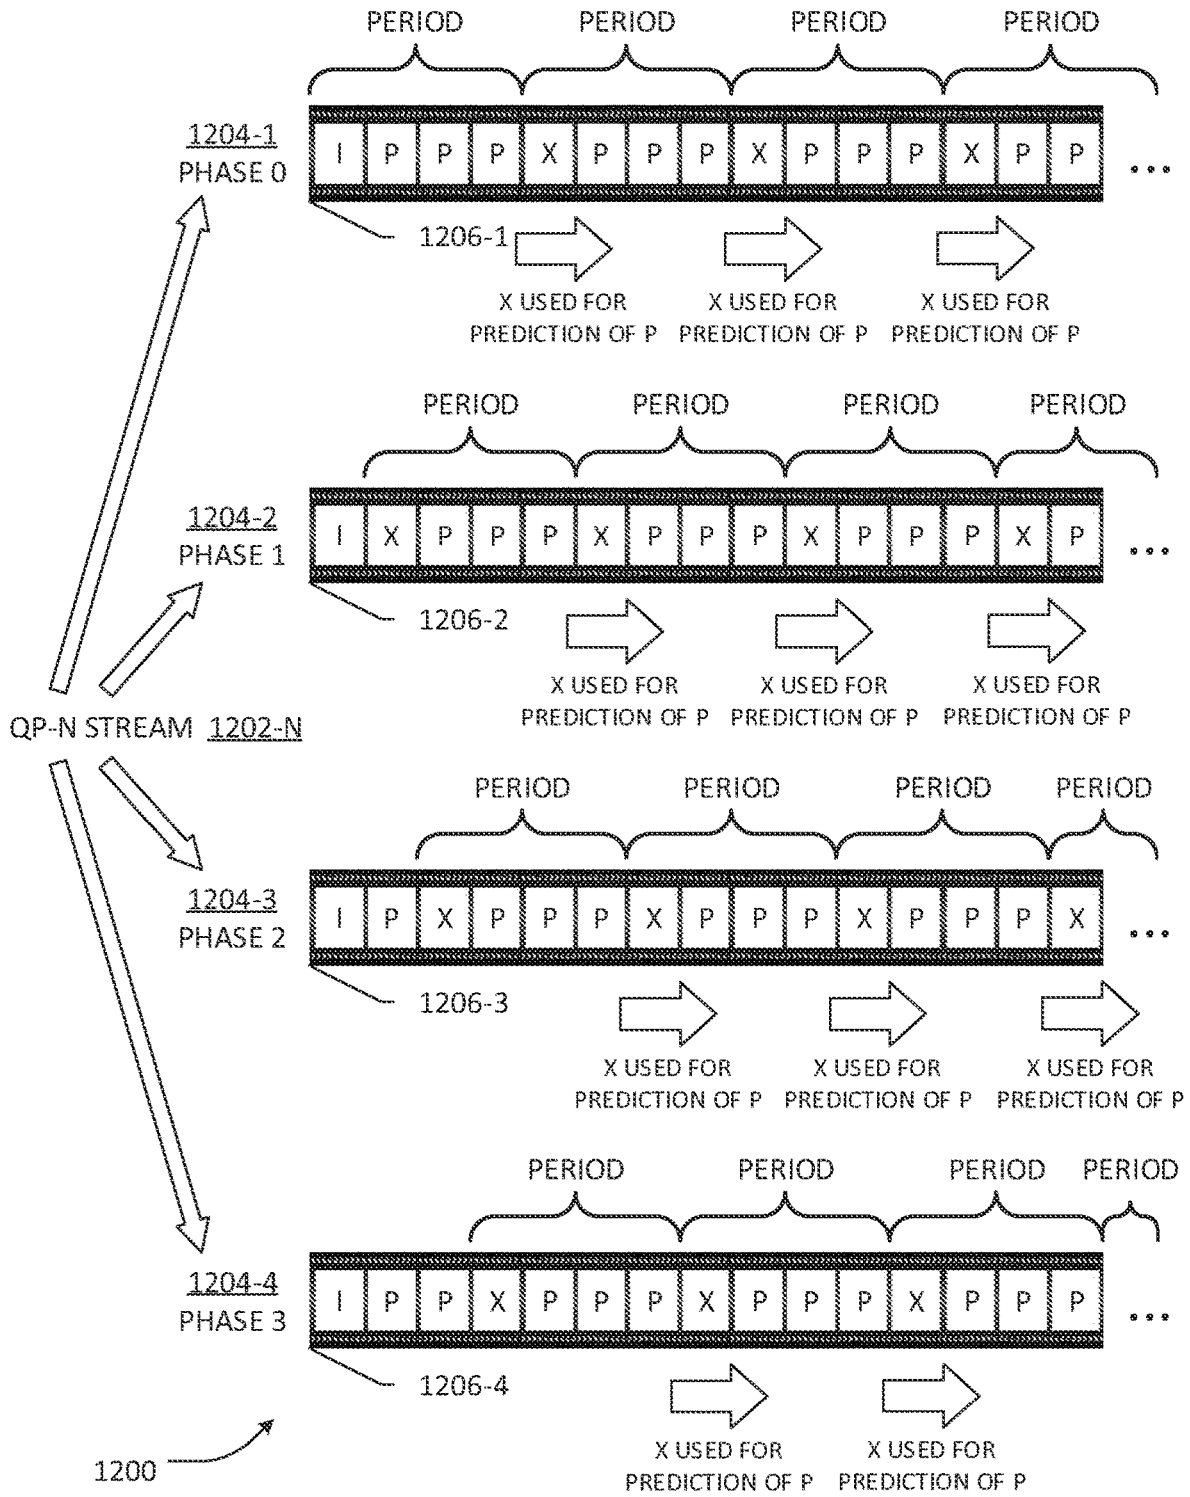 PERIOD PERIOD PERIOD PERIOD
1204-1
PHASE 0
I P P P X P P P X P P P X P P ...
1206-1
X USED FOR PREDICTION OF P
X USED FOR PREDICTION OF P
X USED FOR PREDICTION OF P
PERIOD PERIOD PERIOD PERIOD
1204-2
PHASE 1
I X P P P X P P P X P P P X P ...
1206-2
X USED FOR PREDICTION OF P
X USED FOR PREDICTION OF P
X USED FOR PREDICTION OF P
QP-N STREAM 1202-N
PERIOD PERIOD PERIOD PERIOD
1204-3
PHASE 2
I P X P P P X P P P X P P P X ...
1206-3
X USED FOR PREDICTION OF P
X USED FOR PREDICTION OF P
X USED FOR PREDICTION OF P
PERIOD PERIOD PERIOD PERIOD
1204-4
PHASE 3
I P P X P P P X P P P X P P P ...
1206-4
X USED FOR PREDICTION OF P
X USED FOR PREDICTION OF P
1200